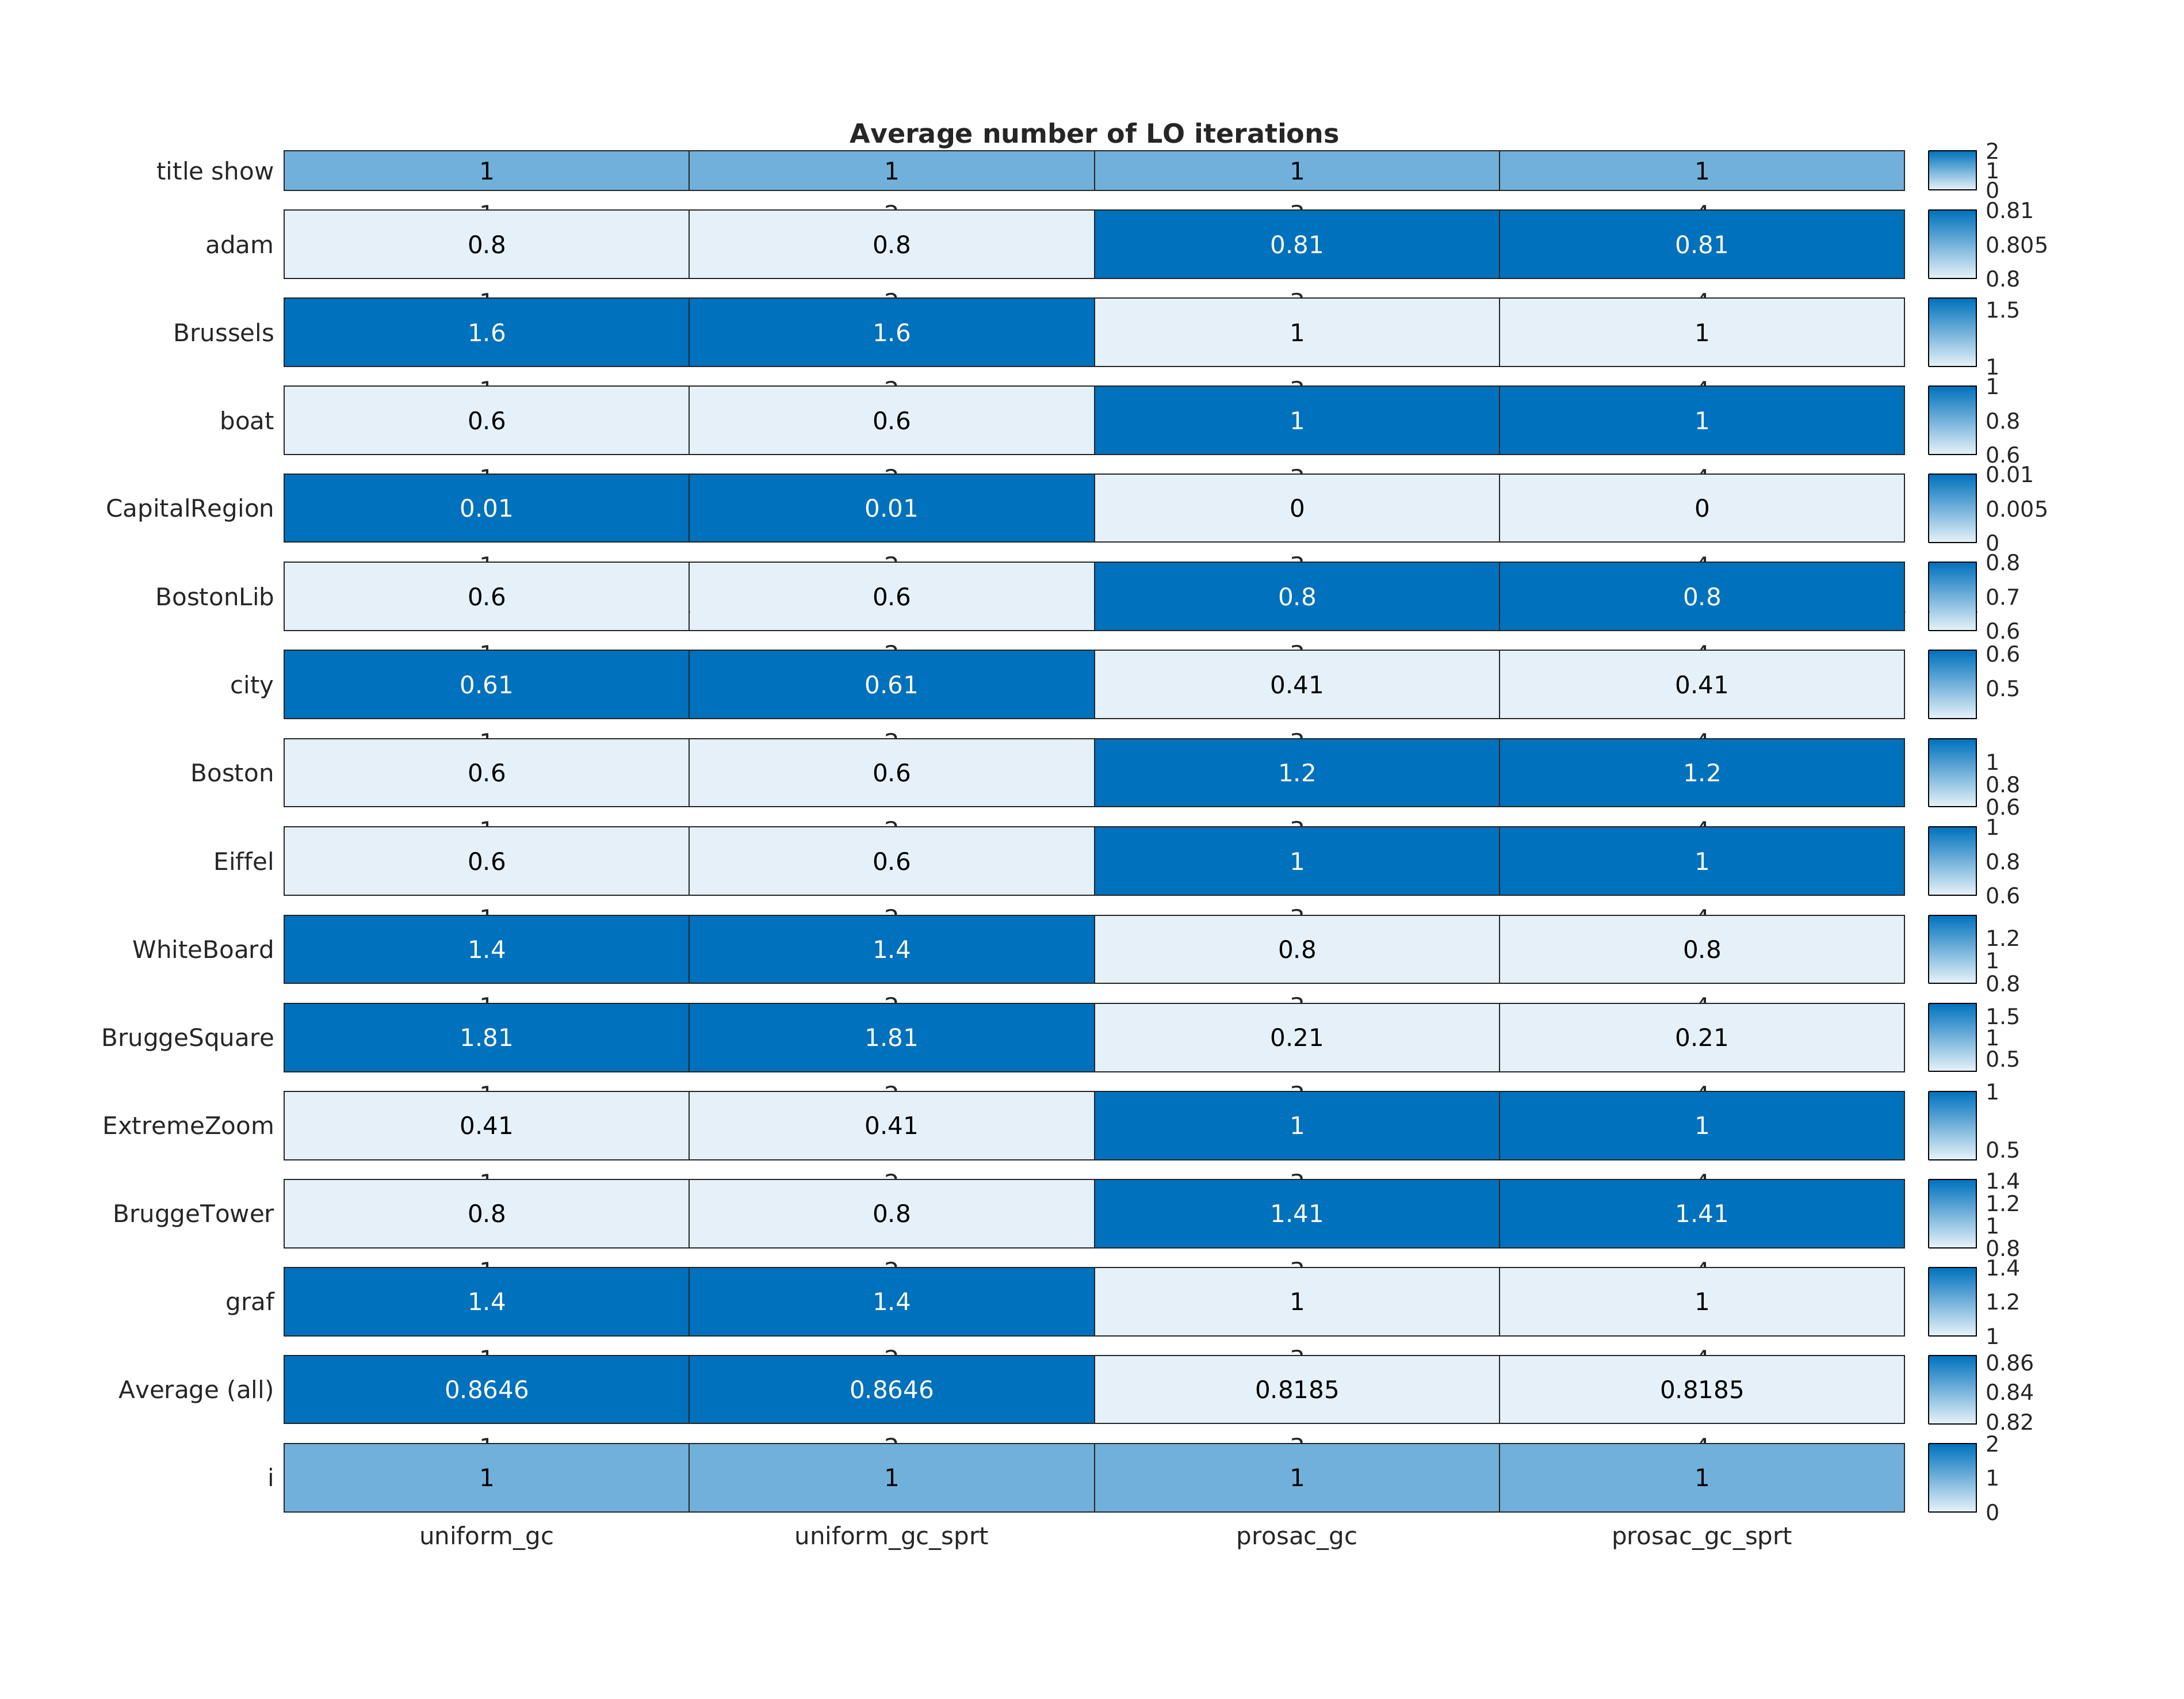 Average number of LO iterations
title show 1 1 1 1 2 1 0
adam 0.8 0.8 0.81 0.81 0.81 0.805 0.8
Brussels 1.6 1.6 1 1 1.5 1
boat 0.6 0.6 1 1 1 0.8 0.6
CapitalRegion 0.01 0.01 0 0 0.01 0.005 0
BostonLib 0.6 0.6 0.8 0.8 0.8 0.7 0.6
city 0.61 0.61 0.41 0.41 0.6 0.5
Boston 0.6 0.6 1.2 1.2 1 0.8 0.6
Eiffel 0.6 0.6 1 1 1 0.8 0.6
WhiteBoard 1.4 1.4 0.8 0.8 1.2 1 0.8
BruggeSquare 1.81 1.81 0.21 0.21 1.5 1 0.5
ExtremeZoom 0.41 0.41 1 1 1 0.5
BruggeTower 0.8 0.8 1.41 1.41 1.4 1.2 1 0.8
graf 1.4 1.4 1 1 1.4 1.2 1
Average (all) 0.8646 0.8646 0.8185 0.8185 0.86 0.84 0.82
i 1 1 1 1 2 1 0
uniform_gc uniform_gc_sprt prosac_gc prosac_gc_sprt